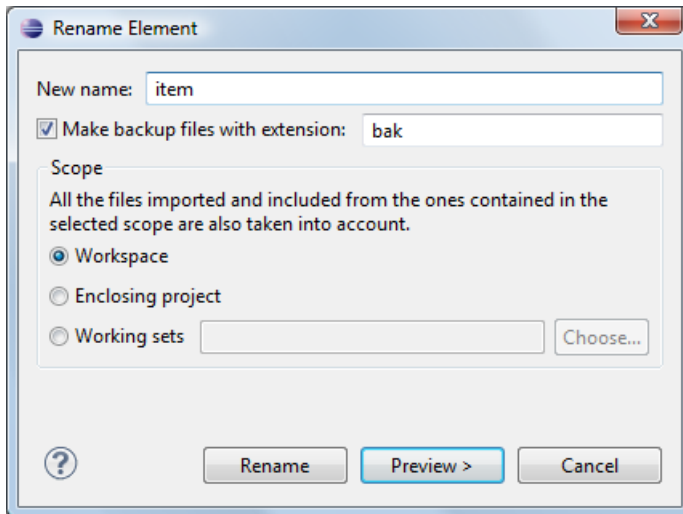 Rename Element
New name: item
Make backup files with extension: bak
Scope
All the files imported and included from the ones contained in the
selected scope are also taken into account.
Workspace
Enclosing project
Working sets Choose...
? Rename Preview > Cancel